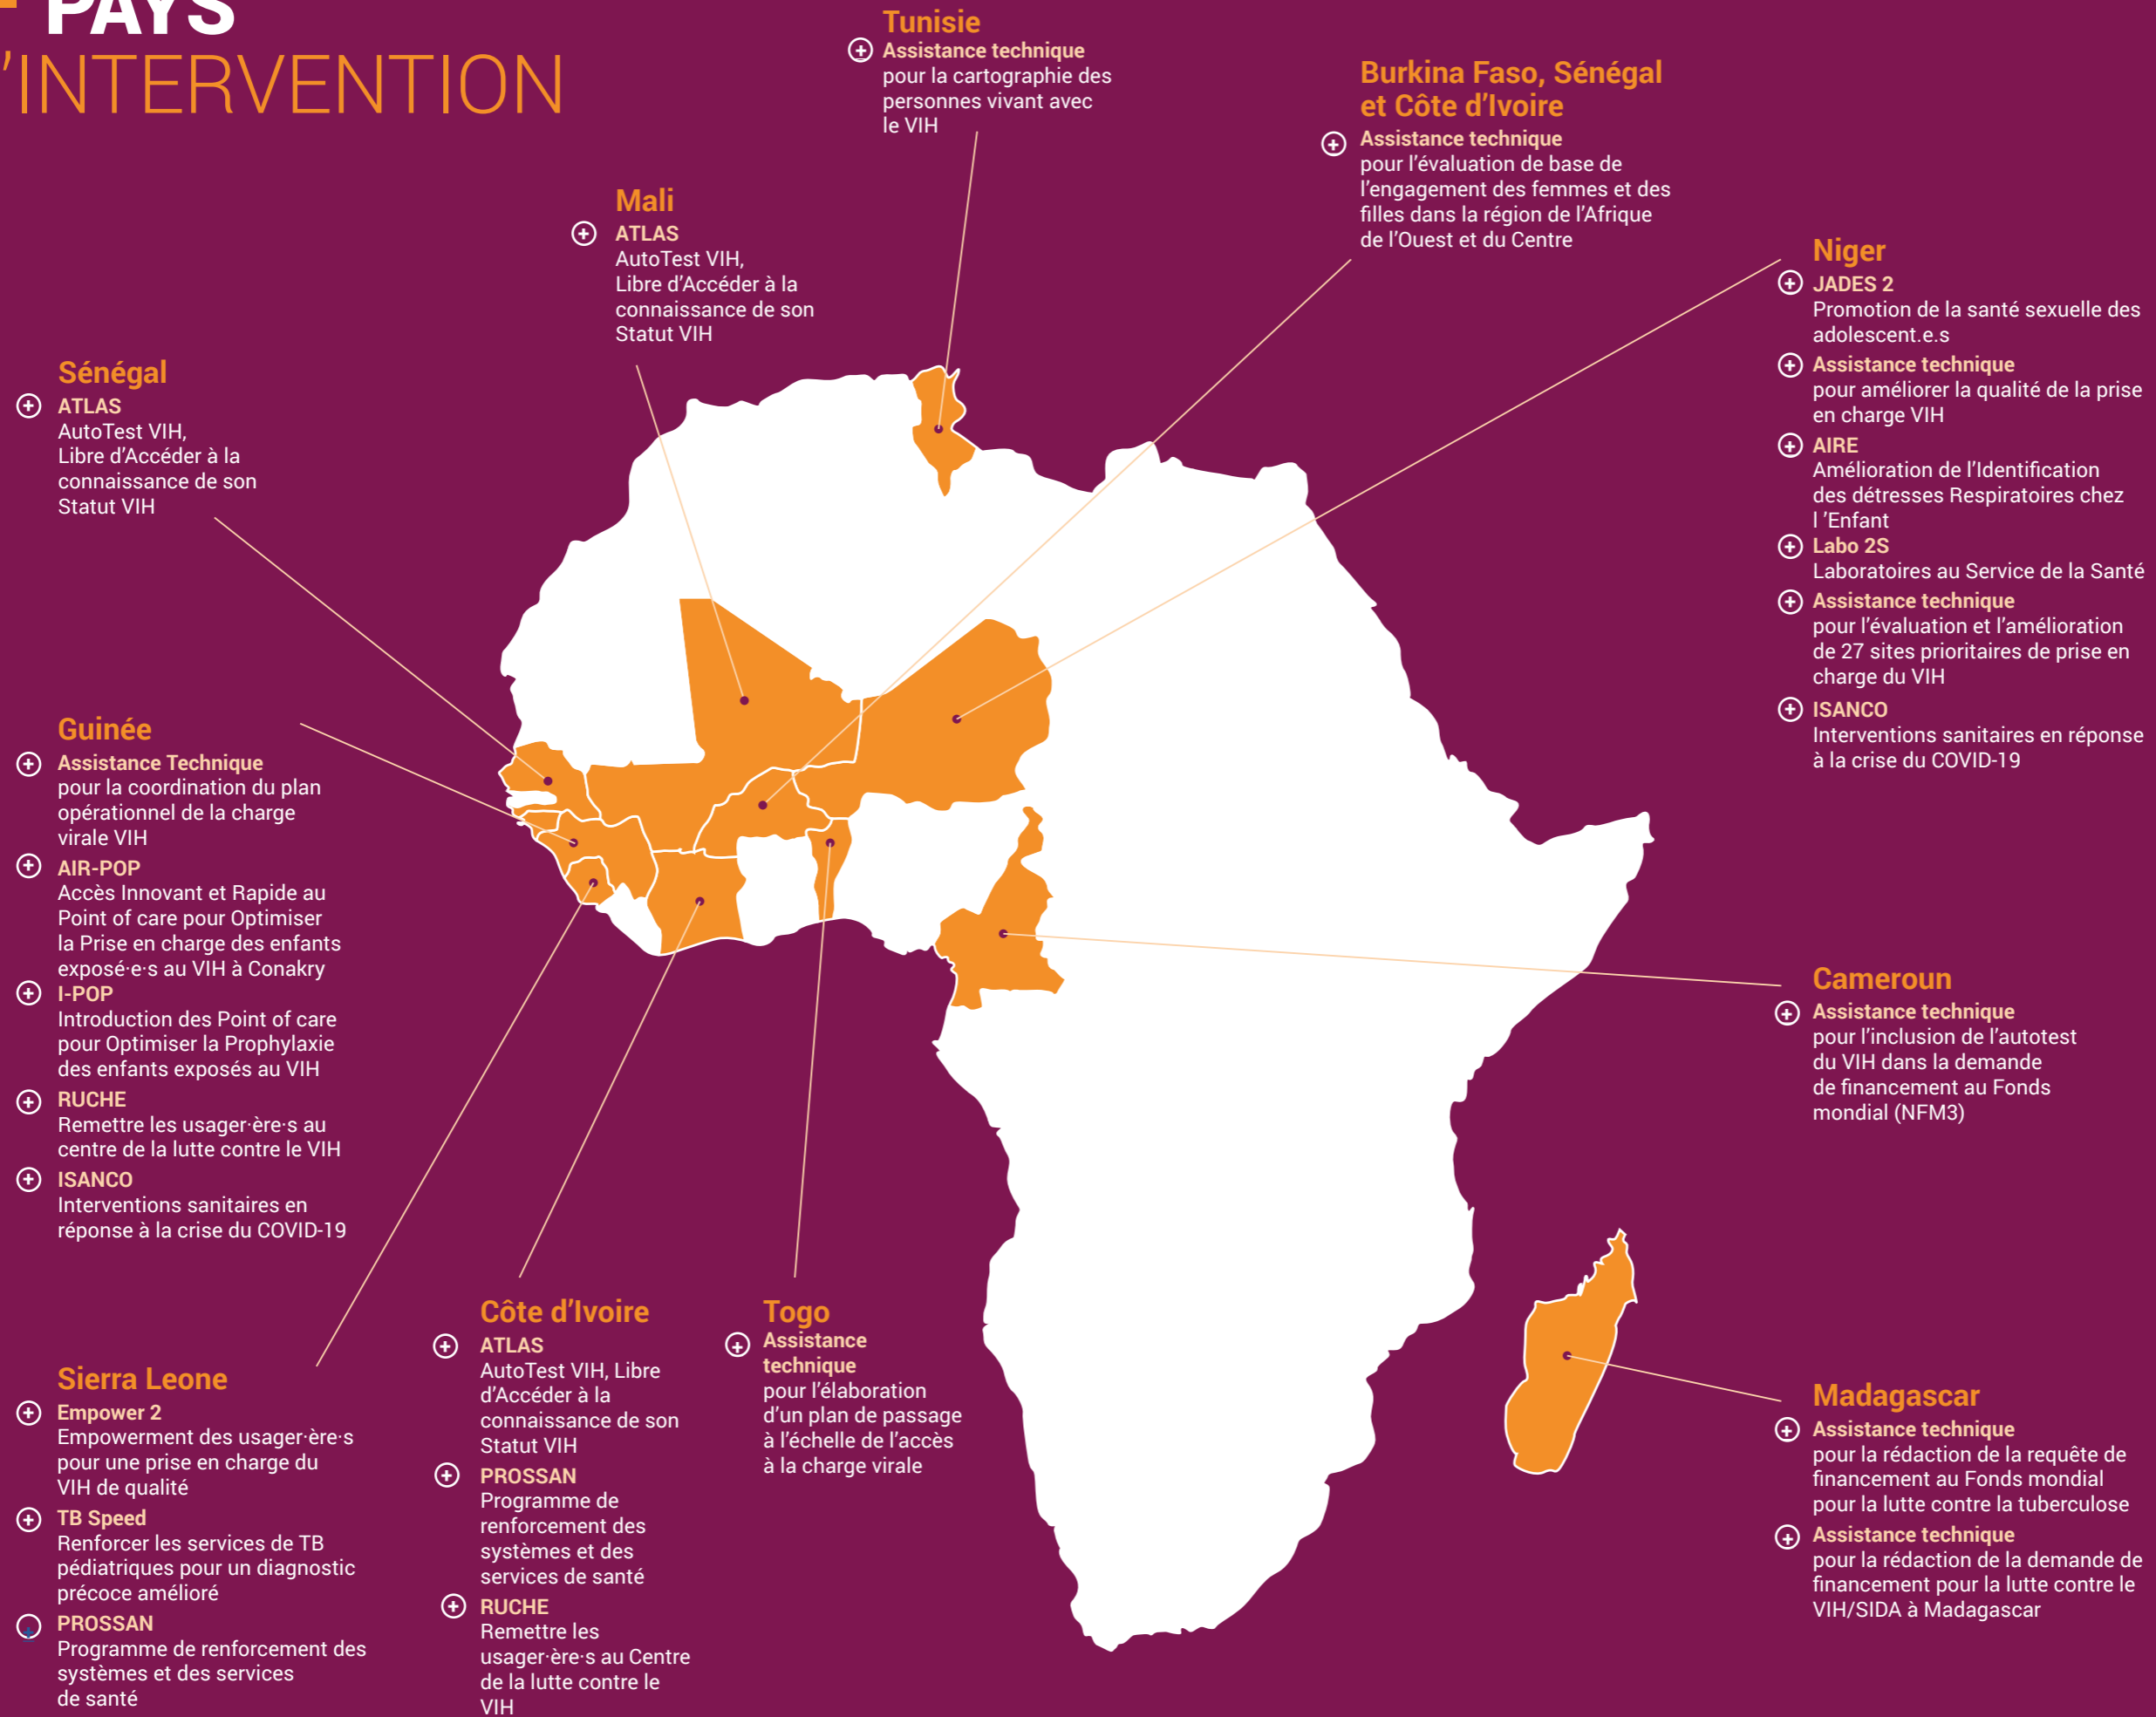 PAYS
'INTERVENTION
Tunisie
Assistance technique
pour la cartographie des
personnes vivant avec
le VIH
Burkina Faso, Sénégal
et Côte d'Ivoire
Assistance technique
pour l'évaluation de base de
l'engagement des femmes et des
filles dans la région de l'Afrique
de l'Ouest et du Centre
Mali
ATLAS
AutoTest VIH,
Libre d'Accéder à la
connaissance de son
Statut VIH
Niger
JADES 2
Promotion de la santé sexuelle des
adolescent.e.s
Assistance technique
pour améliorer la qualité de la prise
en charge VIH
AIRE
Amélioration de l'Identification
des détresses Respiratoires chez
l 'Enfant
Labo 2S
Laboratoires au Service de la Santé
Assistance technique
pour l'évaluation et l'amélioration
de 27 sites prioritaires de prise en
charge du VIH
ISANCO
Interventions sanitaires en réponse
à la crise du COVID-19
Sénégal
ATLAS
AutoTest VIH,
Libre d'Accéder à la
connaissance de son
Statut VIH
Guinée
Assistance Technique
pour la coordination du plan
opérationnel de la charge
virale VIH
AIR-POP
Accès Innovant et Rapide au
Point of care pour Optimiser
la Prise en charge des enfants
exposé·e·s au VIH à Conakry
I-POP
Introduction des Point of care
pour Optimiser la Prophylaxie
des enfants exposés au VIH
RUCHE
Remettre les usager·ère·s au
centre de la lutte contre le VIH
ISANCO
Interventions sanitaires en
réponse à la crise du COVID-19
Cameroun
Assistance technique
pour l'inclusion de l'autotest
du VIH dans la demande
de financement au Fonds
mondial (NFM3)
Sierra Leone
Empower 2
Empowerment des usager·ère·s
pour une prise en charge du
VIH de qualité
TB Speed
Renforcer les services de TB
pédiatriques pour un diagnostic
précoce amélioré
PROSSAN
Programme de renforcement des
systèmes et des services
de santé
Côte d'Ivoire
ATLAS
AutoTest VIH, Libre
d'Accéder à la
connaissance de son
Statut VIH
PROSSAN
Programme de
renforcement des
systèmes et des
services de santé
RUCHE
Remettre les
usager·ère·s au Centre
de la lutte contre le
VIH
Togo
Assistance
technique
pour l'élaboration
d'un plan de passage
à l'échelle de l'accès
à la charge virale
Madagascar
Assistance technique
pour la rédaction de la requête de
financement au Fonds mondial
pour la lutte contre la tuberculose
Assistance technique
pour la rédaction de la demande de
financement pour la lutte contre le
VIH/SIDA à Madagascar